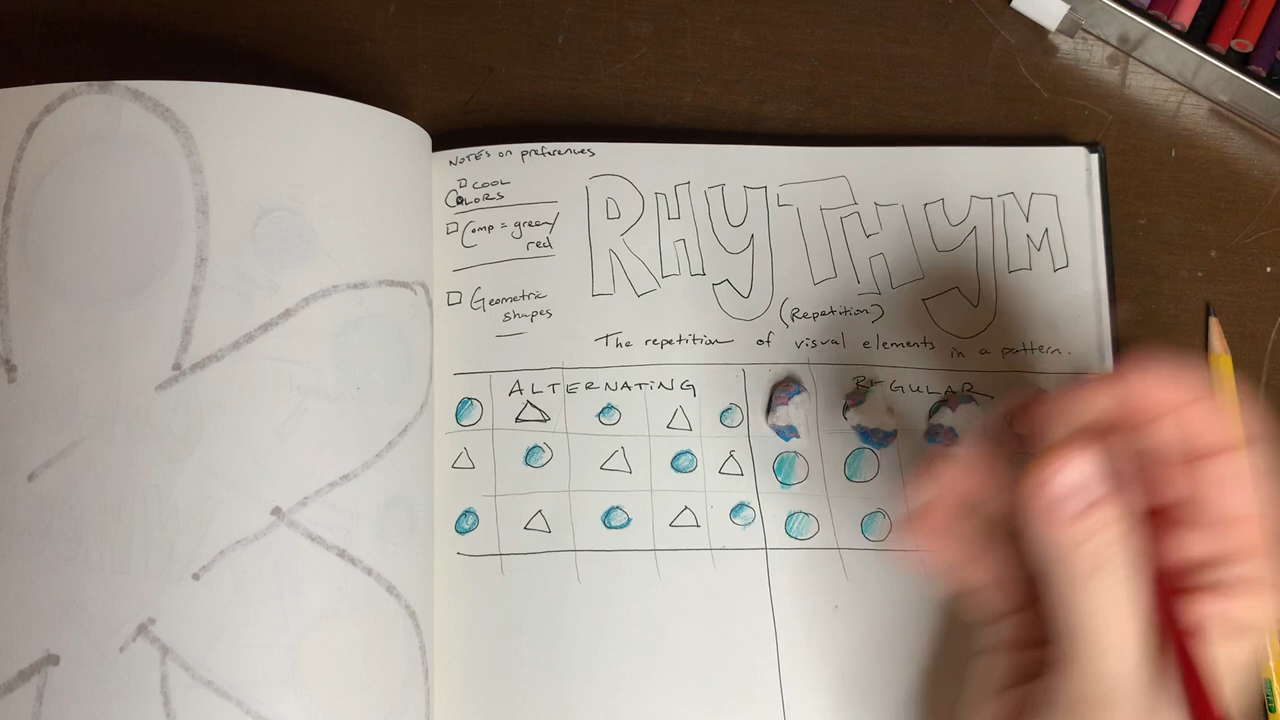 NOTES on preferences
COOL
COLORS
Comp = green/
red
Geometric
shapes
RHYTHYM
(Repetition)
The repetition of visual elements in a pattern.
ALTERNATING
REGULAR